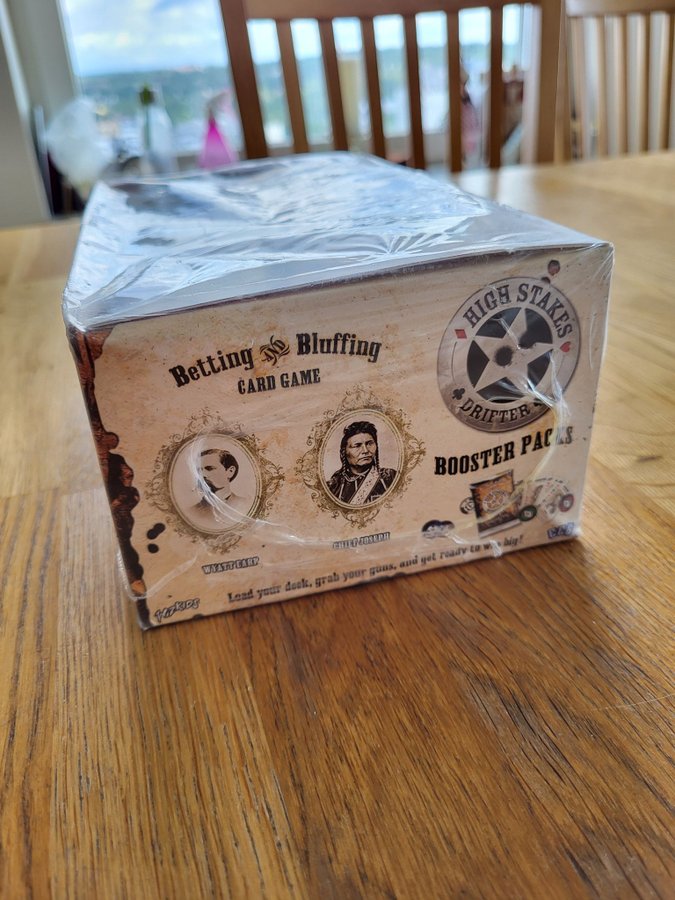 Betting AND Bluffing
CARD GAME
HIGH STAKES
DRIFTER
BOOSTER PACKS
WYATT EARP
CHIEF JOSEPH
Load your deck, grab your guns, and get ready to win big!
WIZKIDS